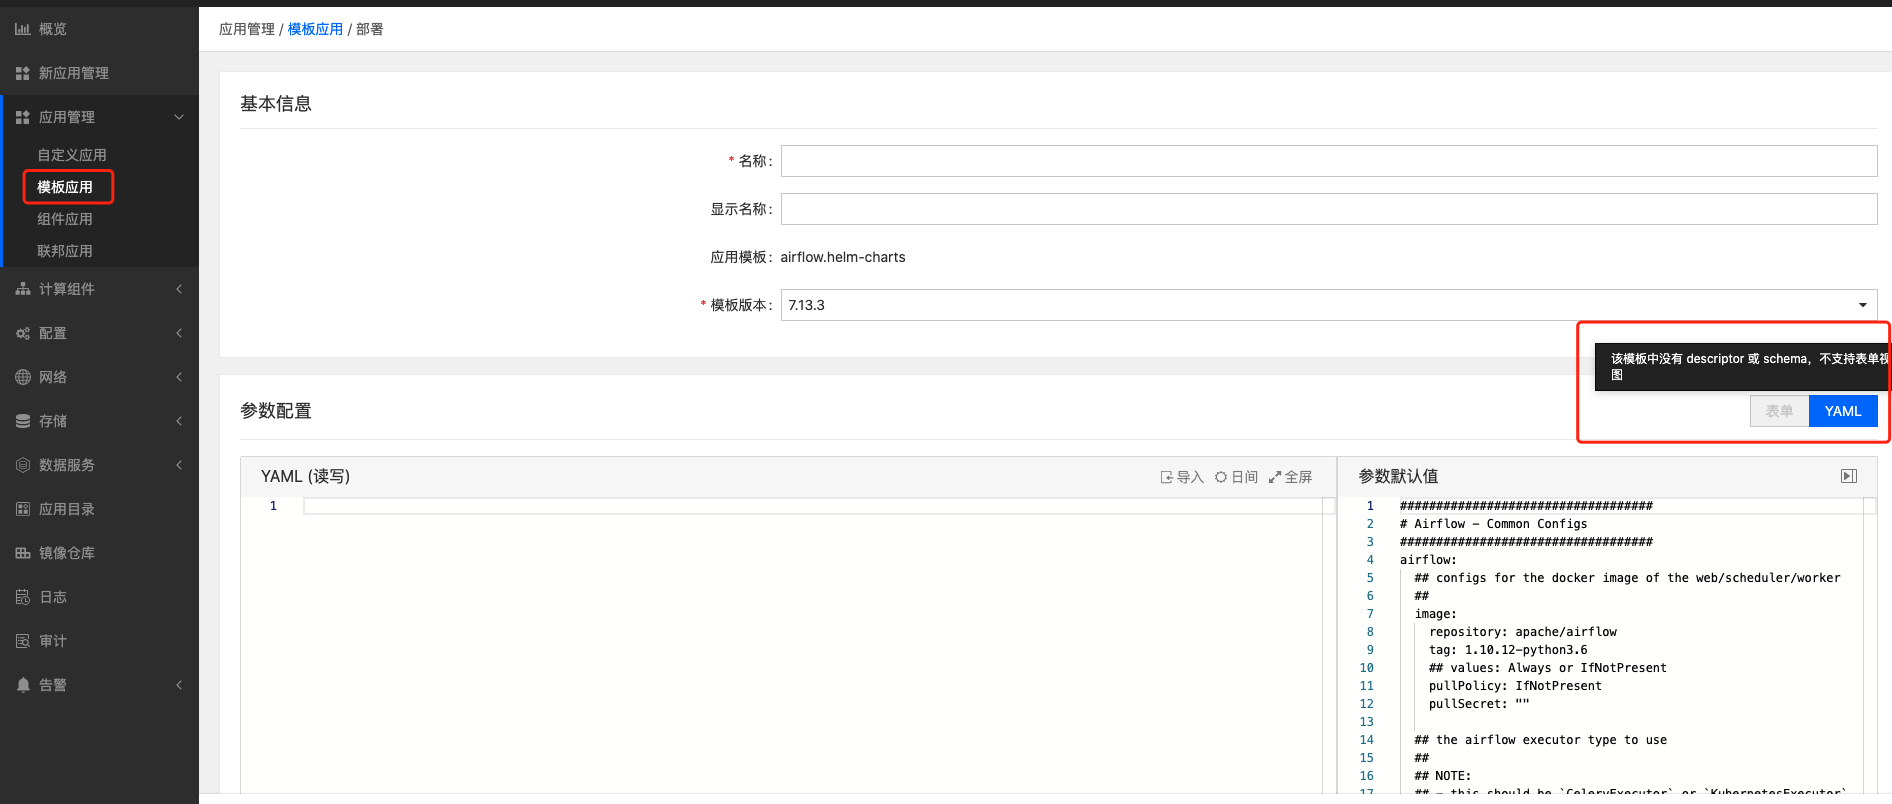 概览
新应用管理
应用管理
自定义应用
模板应用
组件应用
联邦应用
计算组件
配置
网络
存储
数据服务
应用目录
镜像仓库
日志
审计
告警
应用管理 / 模板应用 / 部署
基本信息
* 名称:
显示名称:
应用模板: airflow.helm-charts
* 模板版本: 7.13.3
该模板中没有 descriptor 或 schema，不支持表单视
图
参数配置
表单 YAML
YAML (读写)
导入 日间 全屏
1
参数默认值
1 ###################################
2 # Airflow - Common Configs
3 ###################################
4 airflow:
5 ## configs for the docker image of the web/scheduler/worker
6 ##
7 image:
8 repository: apache/airflow
9 tag: 1.10.12-python3.6
10 ## values: Always or IfNotPresent
11 pullPolicy: IfNotPresent
12 pullSecret: ""
13
14 ## the airflow executor type to use
15 ##
16 ## NOTE:
17 ## - this should be `CeleryExecutor` or `KubernetesExecutor`